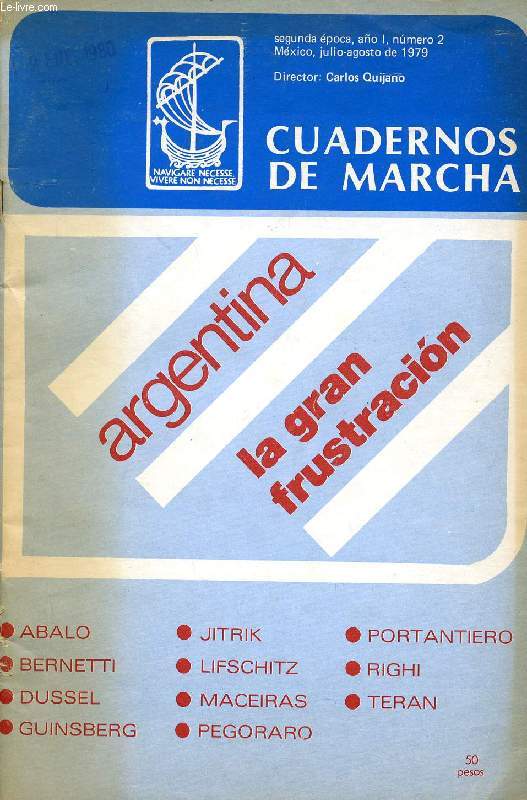 Le-livre.com
segunda época, año I, número 2
México, julio-agosto de 1979
Director: Carlos Quijano
NAVIGARE NECESSE
VIVERE NON NECESSE
CUADERNOS
DE MARCHA
argentina
la gran
frustración
ABALO
BERNETTI
DUSSEL
GUINSBERG
JITRIK
LIFSCHITZ
MACEIRAS
PEGORARO
PORTANTIERO
RIGHI
TERAN
50
pesos